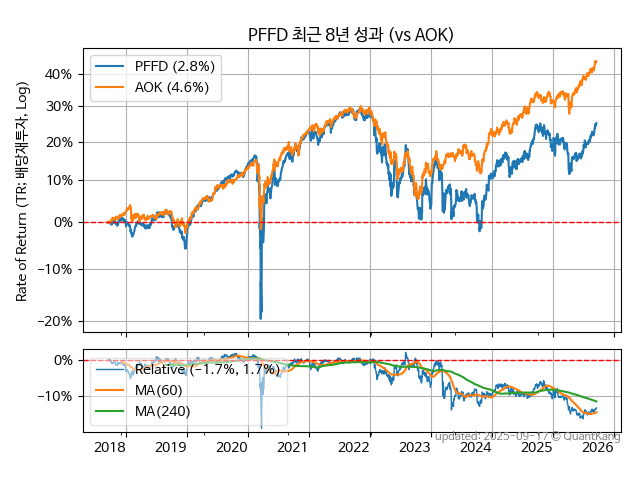 PFFD 최근 8년 성과 (vs AOK)
Rate of Return (TR: 배당재투자, Log)
PFFD (2.8%)
AOK (4.6%)
40%
30%
20%
10%
0%
−10%
−20%
0%
−10%
Relative (−1.7%, 1.7%)
MA(60)
MA(240)
2018 2019 2020 2021 2022 2023 2024 2025 2026
updated: 2025-09-17 © QuantKang